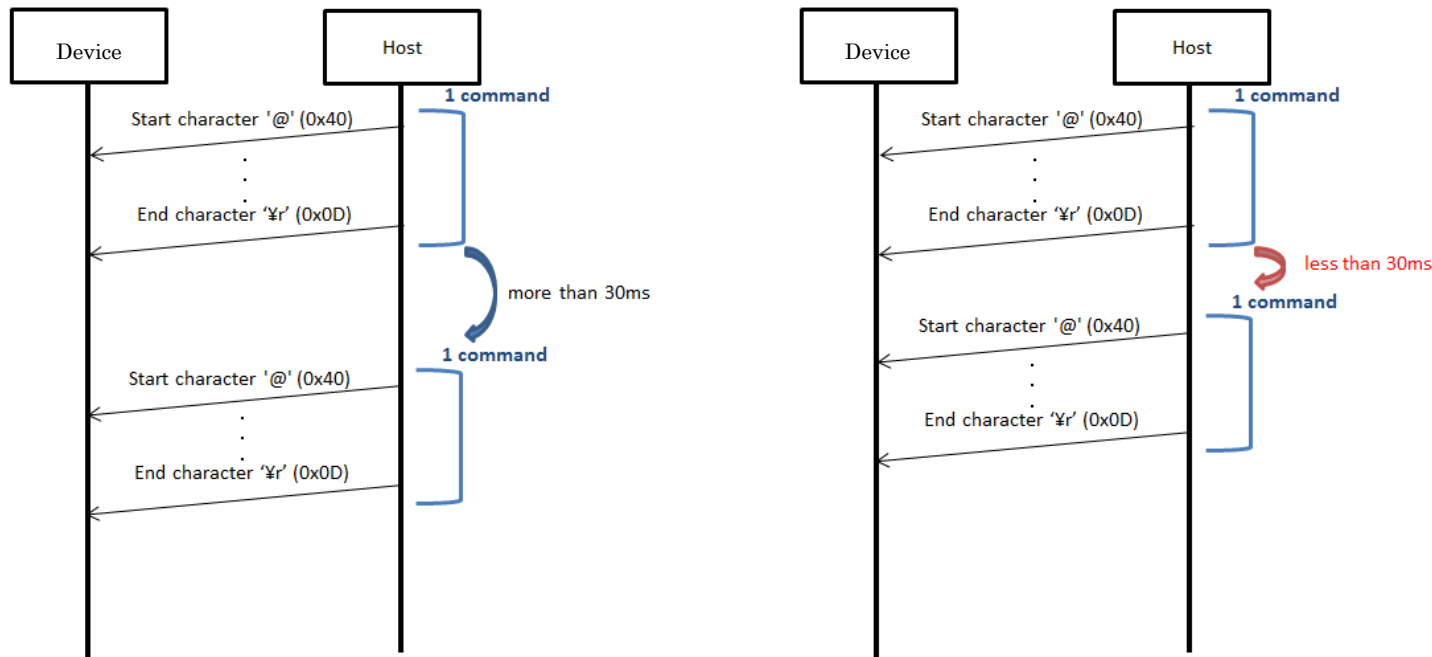 Device
Host
1 command
Start character '@' (0x40)
.
.
.
End character ‘¥r’ (0x0D)
more than 30ms
1 command
Start character '@' (0x40)
.
.
.
End character ‘¥r’ (0x0D)
Device
Host
1 command
Start character '@' (0x40)
.
.
.
End character ‘¥r’ (0x0D)
less than 30ms
1 command
Start character '@' (0x40)
.
.
.
End character ‘¥r’ (0x0D)